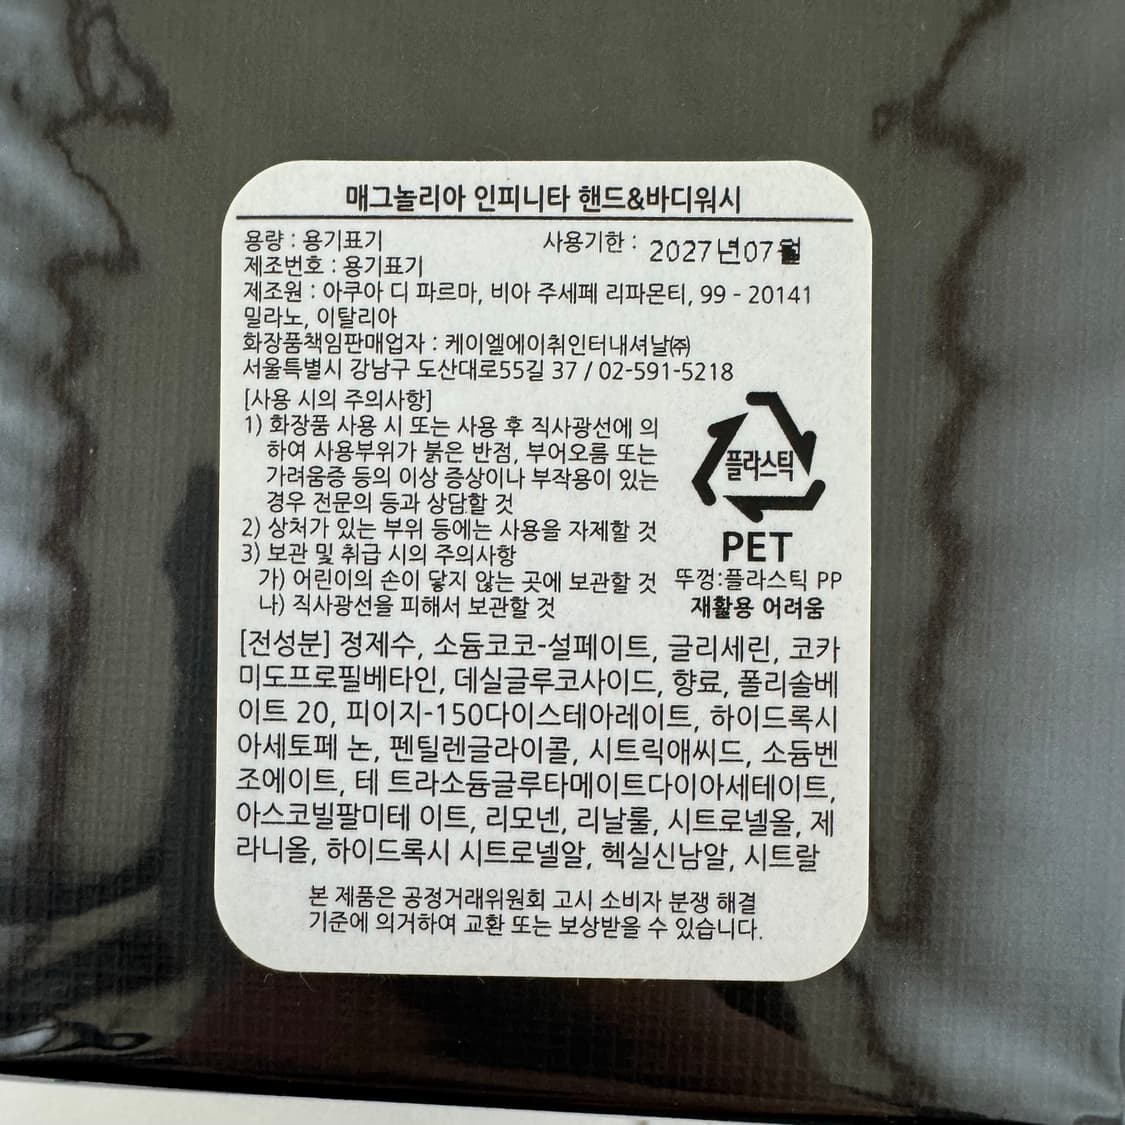 매그놀리아 인피니타 핸드&바디워시
용량 : 용기표기
사용기한 : 2027년07월
제조번호 : 용기표기
제조원 : 아쿠아 디 파르마, 비아 주세페 리파몬티, 99 - 20141
밀라노, 이탈리아
화장품책임판매업자 : 케이엘에이취인터내셔날㈜
서울특별시 강남구 도산대로55길 37 / 02-591-5218
[사용 시의 주의사항]
1) 화장품 사용 시 또는 사용 후 직사광선에 의
하여 사용부위가 붉은 반점, 부어오름 또는
가려움증 등의 이상 증상이나 부작용이 있는
경우 전문의 등과 상담할 것
2) 상처가 있는 부위 등에는 사용을 자제할 것
3) 보관 및 취급 시의 주의사항
가) 어린이의 손이 닿지 않는 곳에 보관할 것
나) 직사광선을 피해서 보관할 것
플라스틱
PET
뚜껑:플라스틱 PP
재활용 어려움
[전성분] 정제수, 소듐코코-설페이트, 글리세린, 코카
미도프로필베타인, 데실글루코사이드, 향료, 폴리솔베
이트 20, 피이지-150다이스테아레이트, 하이드록시
아세토페 논, 펜틸렌글라이콜, 시트릭애씨드, 소듐벤
조에이트, 테 트라소듐글루타메이트다이아세테이트,
아스코빌팔미테 이트, 리모넨, 리날룰, 시트로넬올, 제
라니올, 하이드록시 시트로넬알, 헥실신남알, 시트랄
본 제품은 공정거래위원회 고시 소비자 분쟁 해결
기준에 의거하여 교환 또는 보상받을 수 있습니다.